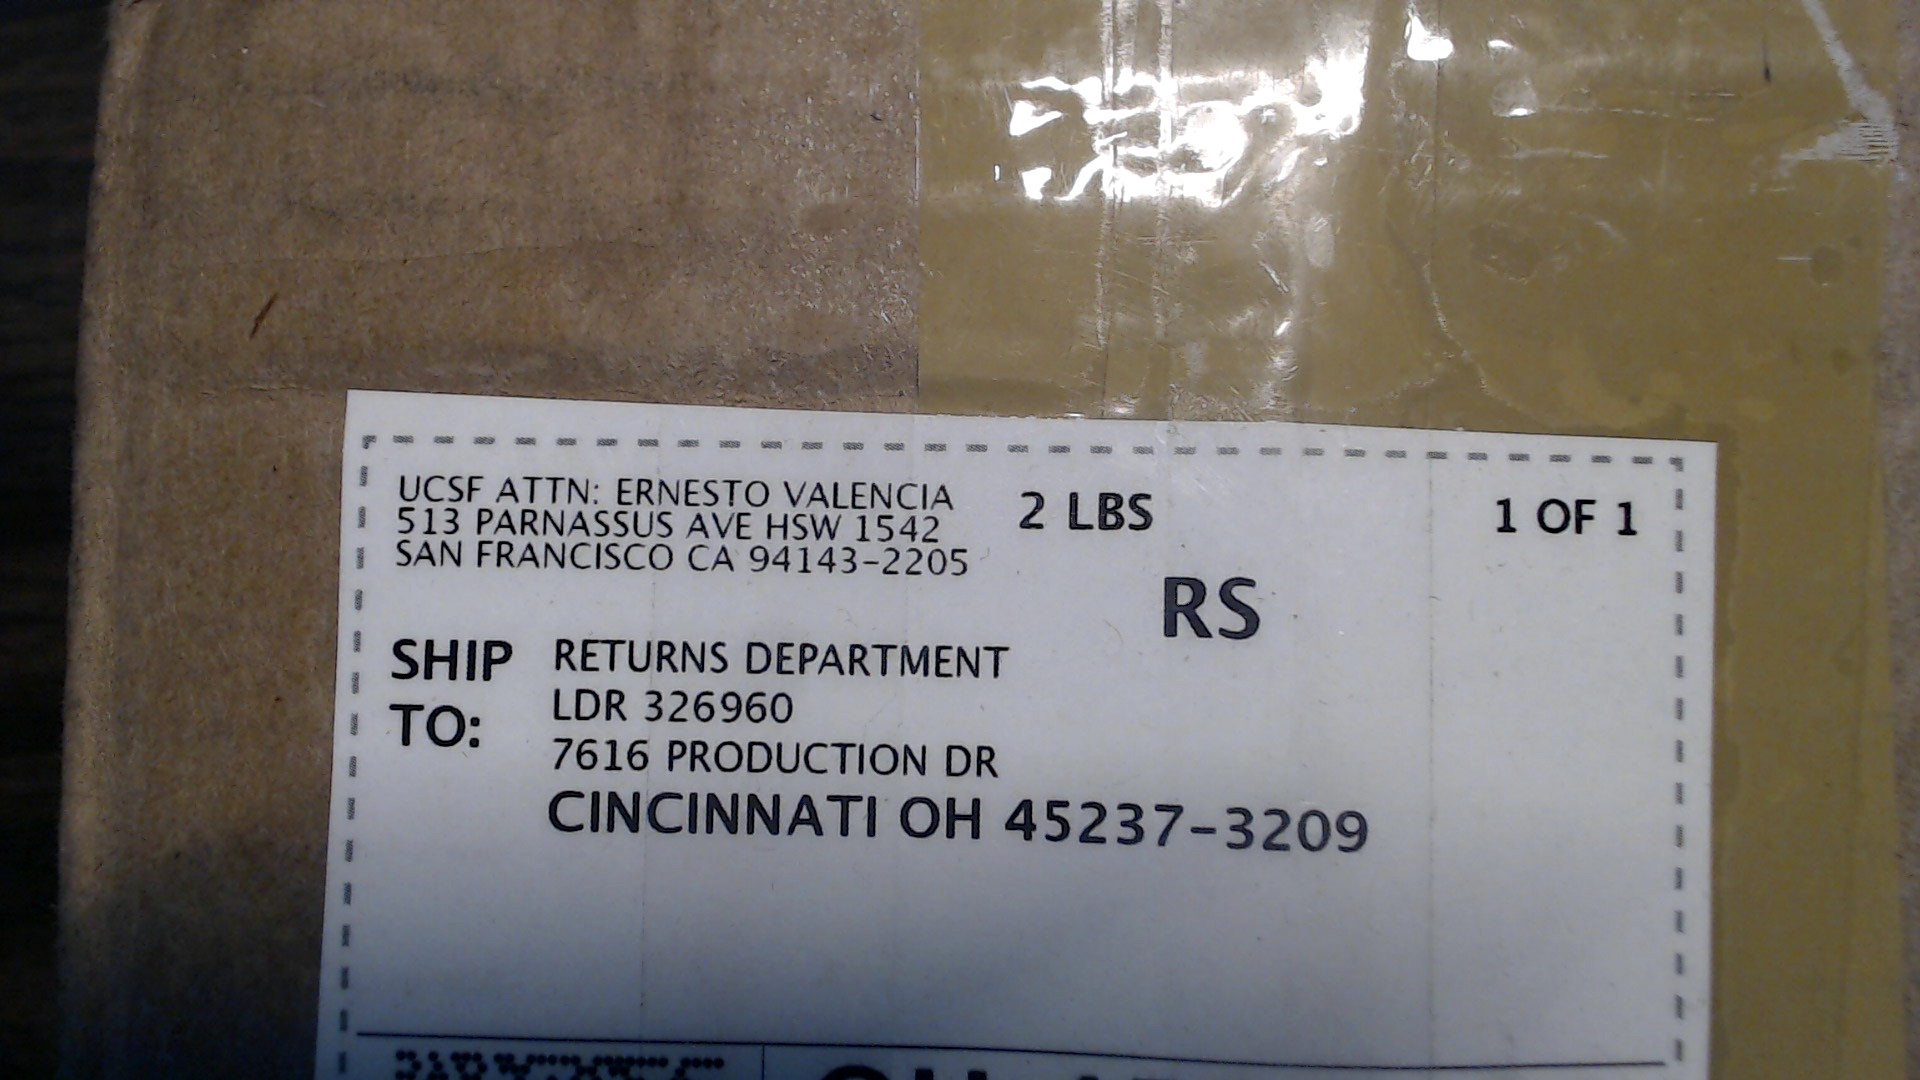 UCSF ATTN: ERNESTO VALENCIA
513 PARNASSUS AVE HSW 1542
SAN FRANCISCO CA 94143-2205
2 LBS
1 OF 1
RS
SHIP TO:
RETURNS DEPARTMENT
LDR 326960
7616 PRODUCTION DR
CINCINNATI OH 45237-3209